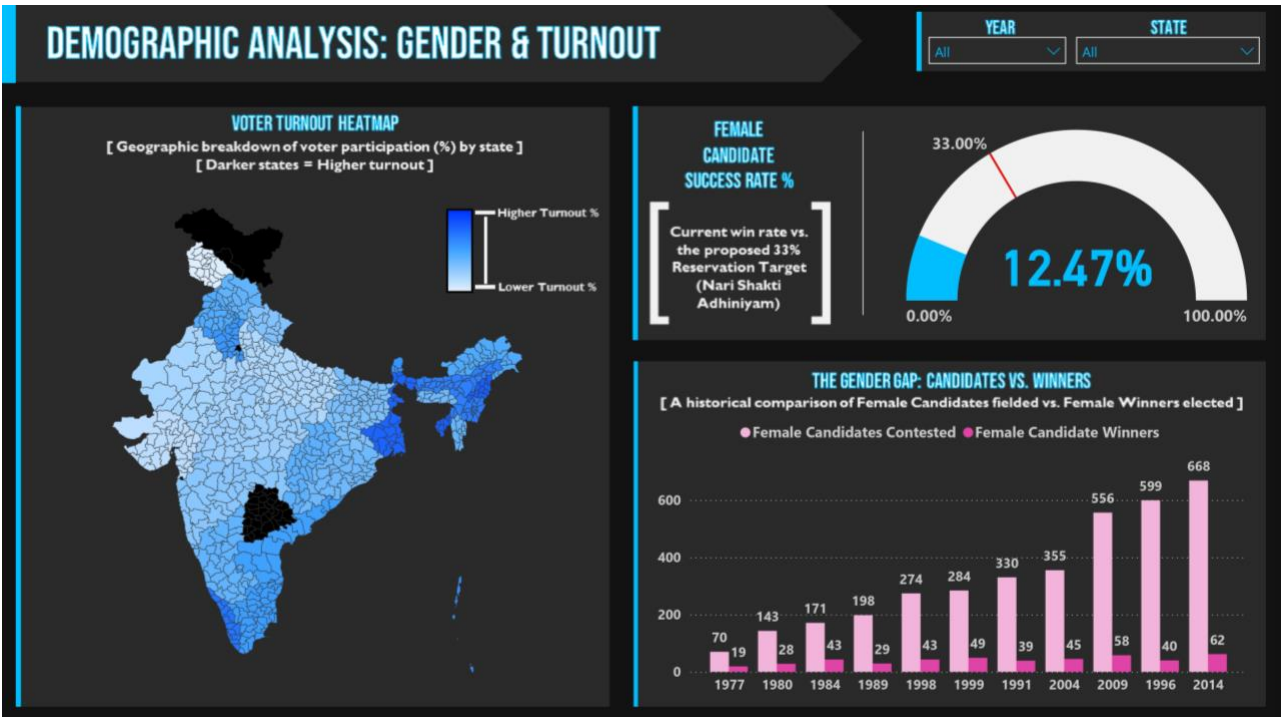 DEMOGRAPHIC ANALYSIS: GENDER & TURNOUT
YEAR
All
STATE
All
VOTER TURNOUT HEATMAP
[ Geographic breakdown of voter participation (%) by state ]
[ Darker states = Higher turnout ]
Higher Turnout %
Lower Turnout %
FEMALE
CANDIDATE
SUCCESS RATE %
Current win rate vs.
the proposed 33%
Reservation Target
(Nari Shakti
Adhiniyam)
33.00%
12.47%
0.00%
100.00%
THE GENDER GAP: CANDIDATES VS. WINNERS
[ A historical comparison of Female Candidates fielded vs. Female Winners elected ]
Female Candidates Contested Female Candidate Winners
600
400
200
0
70 19 143 28 171 43 198 29 274 43 284 49 330 39 355 45 556 58 599 40 668 62
1977 1980 1984 1989 1998 1999 1991 2004 2009 1996 2014